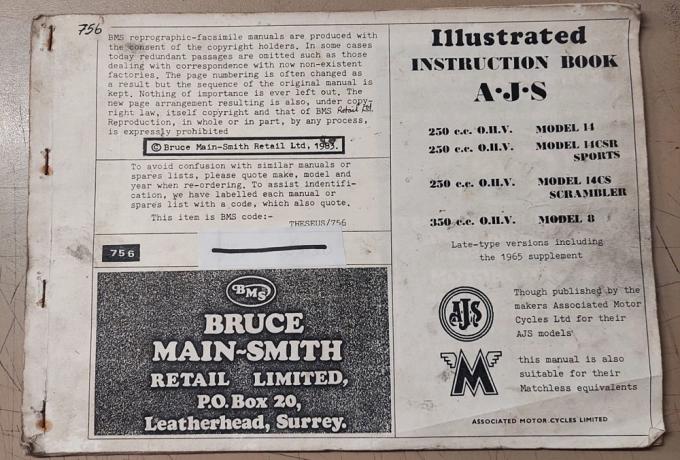 756
BMS reprographic-facsimile manuals are produced with
the consent of the copyright holders. In some cases
today redundant passages are omitted such as those
dealing with correspondence with now non-existent
factories. The page numbering is often changed as
a result but the sequence of the original manual is
kept. Nothing of importance is ever left out. The
new page arrangement resulting is also, under copy-
right law, itself copyright and that of BMS Retail Ltd.
Reproduction, in whole or in part, by any process,
is expressly prohibited
© Bruce Main-Smith Retail Ltd, 1983.
To avoid confusion with similar manuals or
spares lists, please quote make, model and
year when re-ordering. To assist identifi-
cation, we have labelled each manual or
spares list with a code, which also quote.
This item is BMS code:-
THESEUS/756
756
BMS
BRUCE
MAIN-SMITH
RETAIL LIMITED,
P.O. Box 20,
Leatherhead, Surrey.
Illustrated
INSTRUCTION BOOK
A·J·S
250 c.c. O.H.V. MODEL 14
250 c.c. O.H.V. MODEL 14CSR
SPORTS
250 c.c. O.H.V. MODEL 14CS
SCRAMBLER
350 c.c. O.H.V. MODEL 8
Late-type versions including
the 1965 supplement
AJS
Though published by the
makers Associated Motor
Cycles Ltd for their
AJS models
M
this manual is also
suitable for their
Matchless equivalents
ASSOCIATED MOTOR CYCLES LIMITED